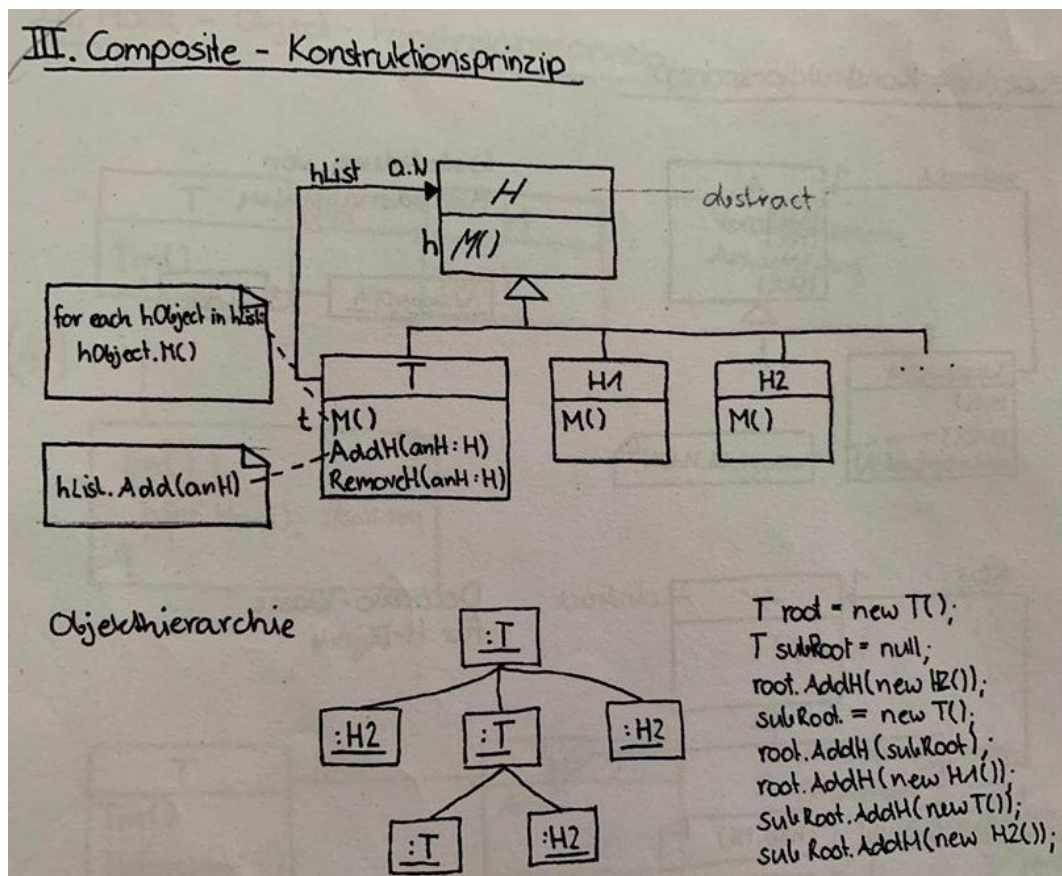 III. Composite - Konstruktionsprinzip
hList 0..N
H
abstract
h M()
for each hObject in hList:
hObject.M()
T
H1
H2
...
t M()
AddH(anH:H)
RemoveH(anH:H)
M()
M()
hList.Add(anH)
Objekthierarchie
:T
:H2
:T
:H2
:T
:H2
T root = new T();
T subRoot = null;
root.AddH(new H2());
subRoot = new T();
root.AddH(subRoot);
root.AddH(new H1());
subRoot.AddH(new T());
subRoot.AddH(new H2());